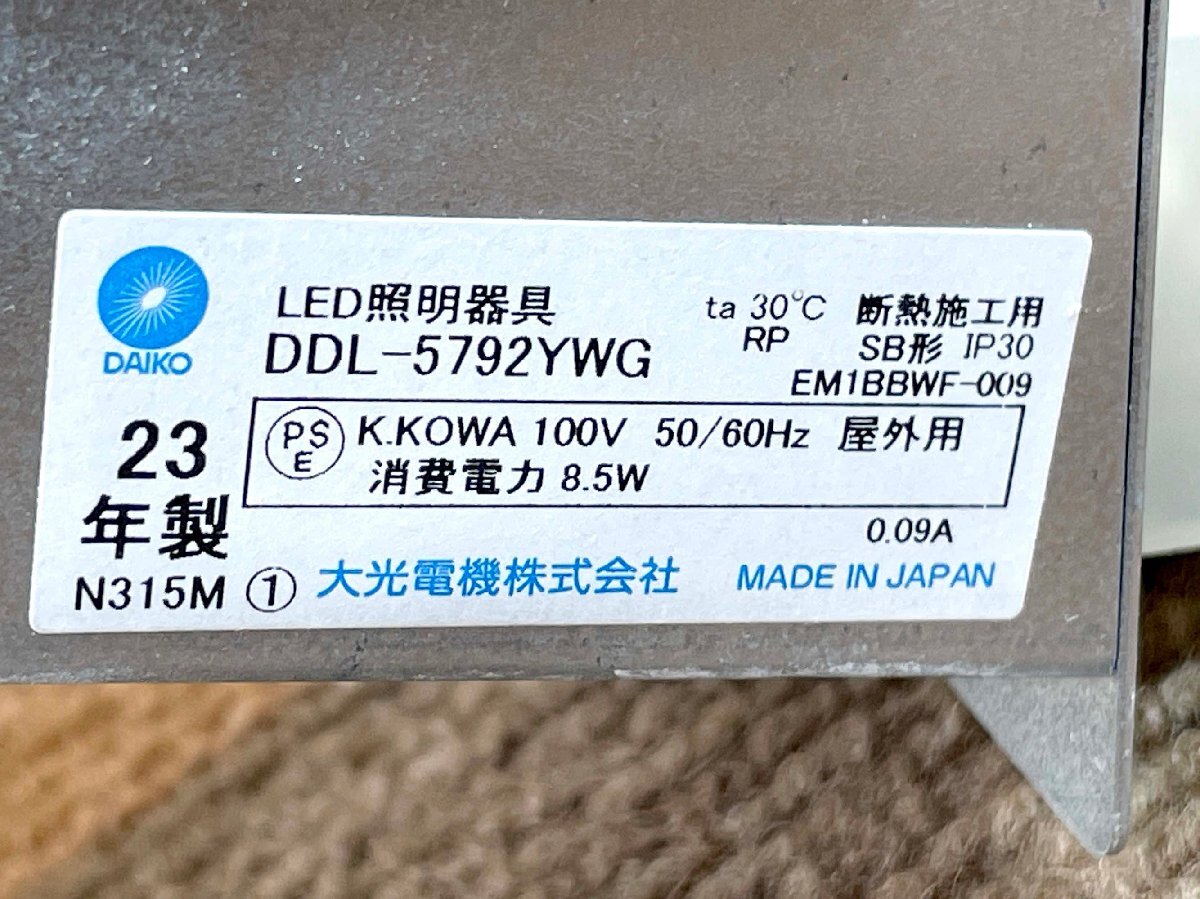 DAIKO
LED照明器具
DDL-5792YWG
ta 30℃ 断熱施工用
RP SB形 IP30
EM1BBWF-009
23
年製
PSE K.KOWA 100V 50/60Hz 屋外用
消費電力 8.5W
0.09A
N315M ① 大光電機株式会社 MADE IN JAPAN